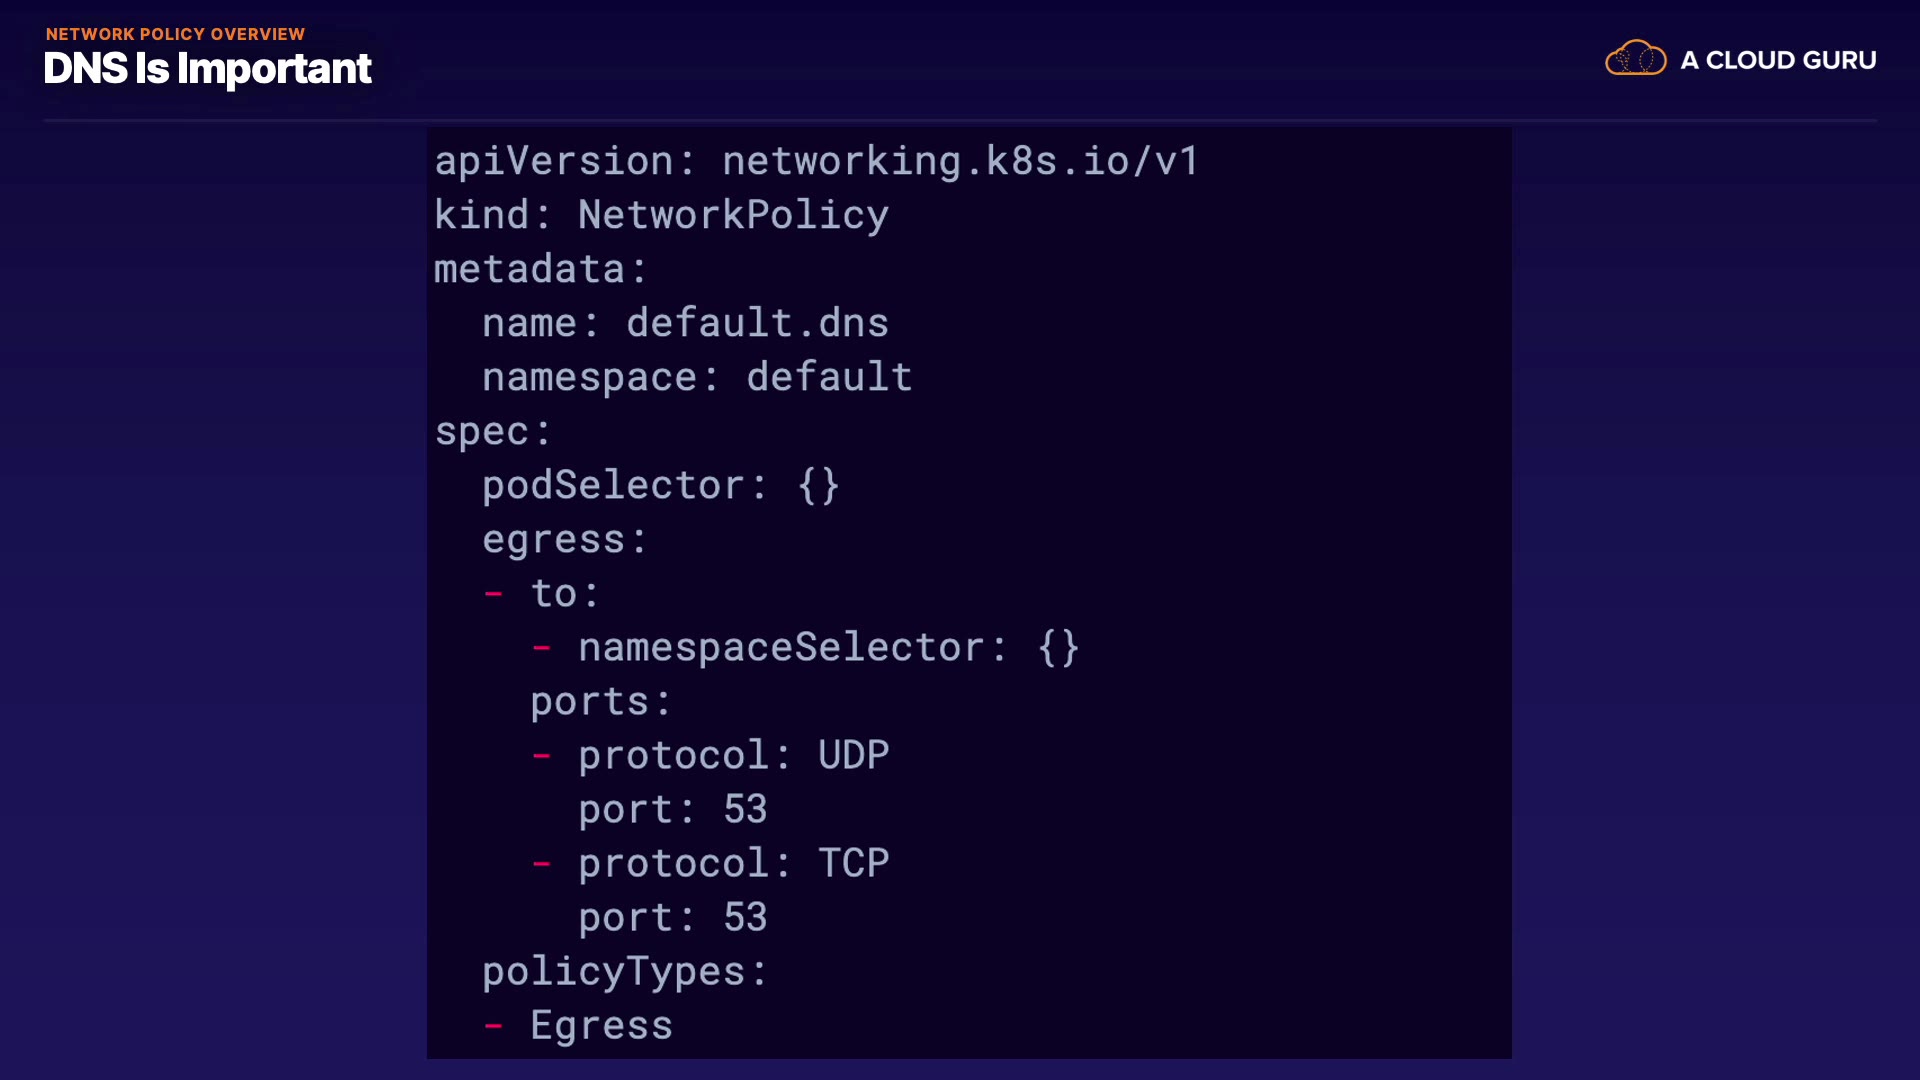 NETWORK POLICY OVERVIEW
DNS Is Important
A CLOUD GURU
apiVersion: networking.k8s.io/v1
kind: NetworkPolicy
metadata:
  name: default.dns
  namespace: default
spec:
  podSelector: {}
  egress:
  - to:
    - namespaceSelector: {}
    ports:
    - protocol: UDP
      port: 53
    - protocol: TCP
      port: 53
  policyTypes:
  - Egress